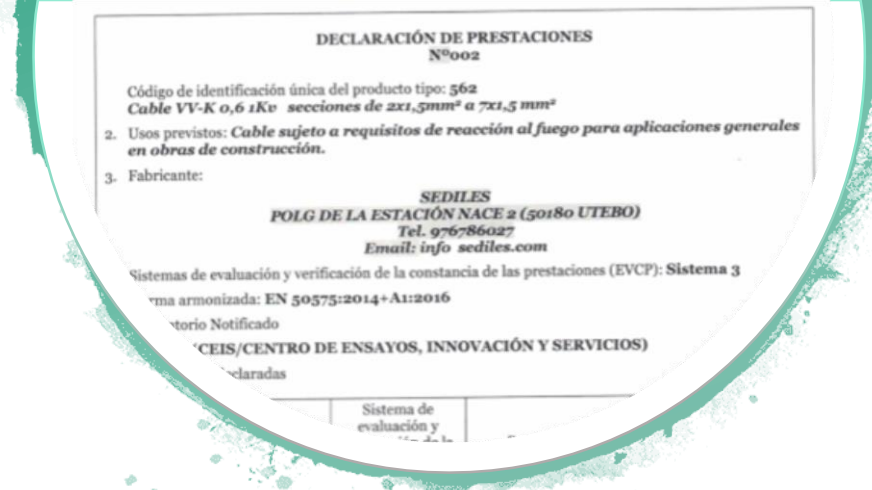 DECLARACIÓN DE PRESTACIONES
Nº002
Código de identificación única del producto tipo: 562
Cable VV-K 0,6 1Kv secciones de 2x1,5mm² a 7x1,5 mm²
2. Usos previstos: Cable sujeto a requisitos de reacción al fuego para aplicaciones generales
en obras de construcción.
3. Fabricante:
SEDILES
POLG DE LA ESTACIÓN NACE 2 (50180 UTEBO)
Tel. 976786027
Email: info sediles.com
Sistemas de evaluación y verificación de la constancia de las prestaciones (EVCP): Sistema 3
rma armonizada: EN 50575:2014+A1:2016
torio Notificado
(CEIS/CENTRO DE ENSAYOS, INNOVACIÓN Y SERVICIOS)
claradas
Sistema de
evaluación y